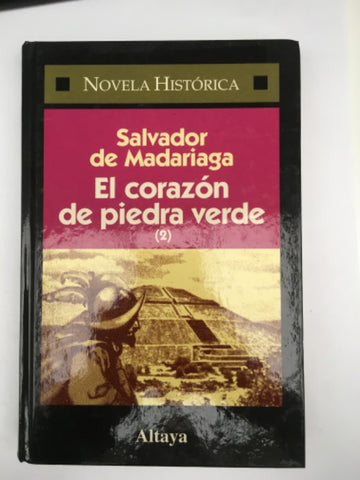 NOVELA HISTÓRICA
Salvador
de Madariaga
El corazón
de piedra verde
(2)
Altaya